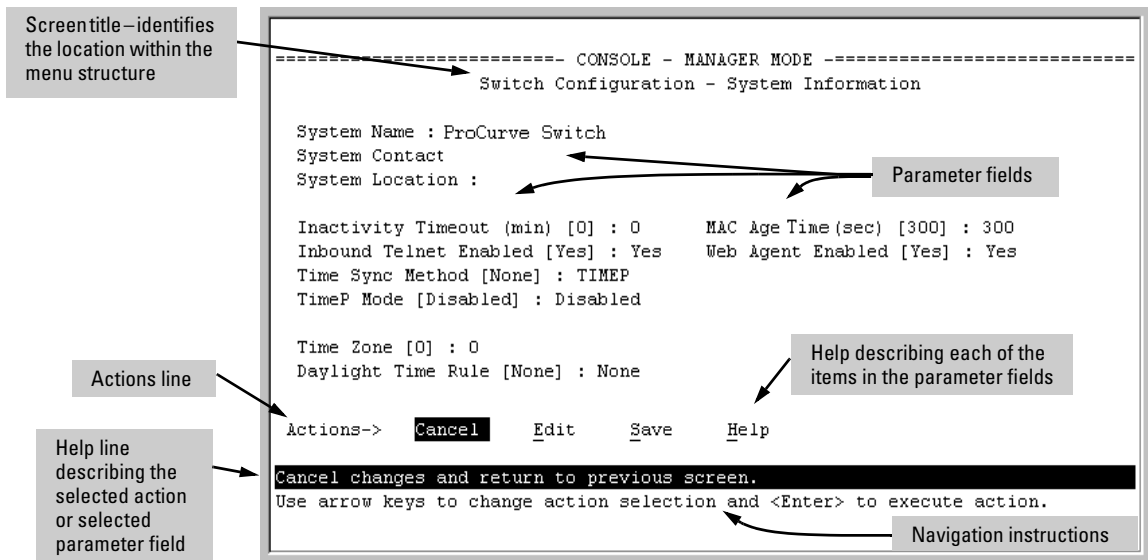 Screen title – identifies
the location within the
menu structure
============================- CONSOLE - MANAGER MODE -=============================
Switch Configuration - System Information
System Name : ProCurve Switch
System Contact
System Location :
Parameter fields
Inactivity Timeout (min) [0] : 0 MAC Age Time (sec) [300] : 300
Inbound Telnet Enabled [Yes] : Yes Web Agent Enabled [Yes] : Yes
Time Sync Method [None] : TIMEP
TimeP Mode [Disabled] : Disabled
Time Zone [0] : 0
Daylight Time Rule [None] : None
Help describing each of the
items in the parameter fields
Actions line
Actions-> Cancel Edit Save Help
Help line
describing the
selected action
or selected
parameter field
Cancel changes and return to previous screen.
Use arrow keys to change action selection and <Enter> to execute action.
Navigation instructions